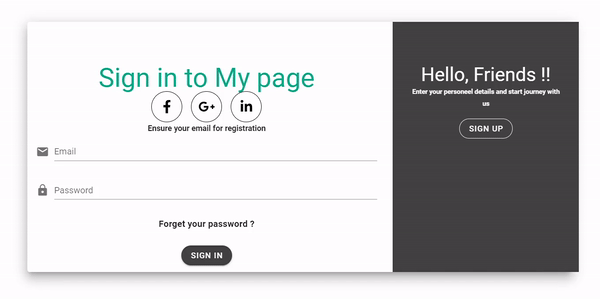 Sign in to My page
f G+ in
Ensure your email for registration
Email
Password
Forget your password ?
SIGN IN
Hello, Friends !!
Enter your personeel details and start journey with
us
SIGN UP